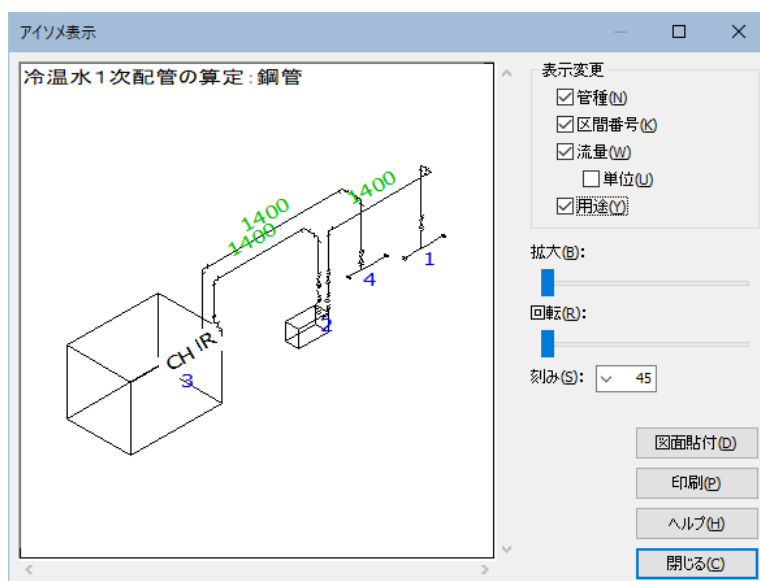 アイソメ表示
冷温水1次配管の算定:鋼管
1400
1400
1400
1
4
2
CH IR
3
表示変更
管種(N)
区間番号(K)
流量(W)
単位(U)
用途(Y)
拡大(B):
回転(R):
刻み(S): 45
図面貼付(D)
印刷(P)
ヘルプ(H)
閉じる(C)